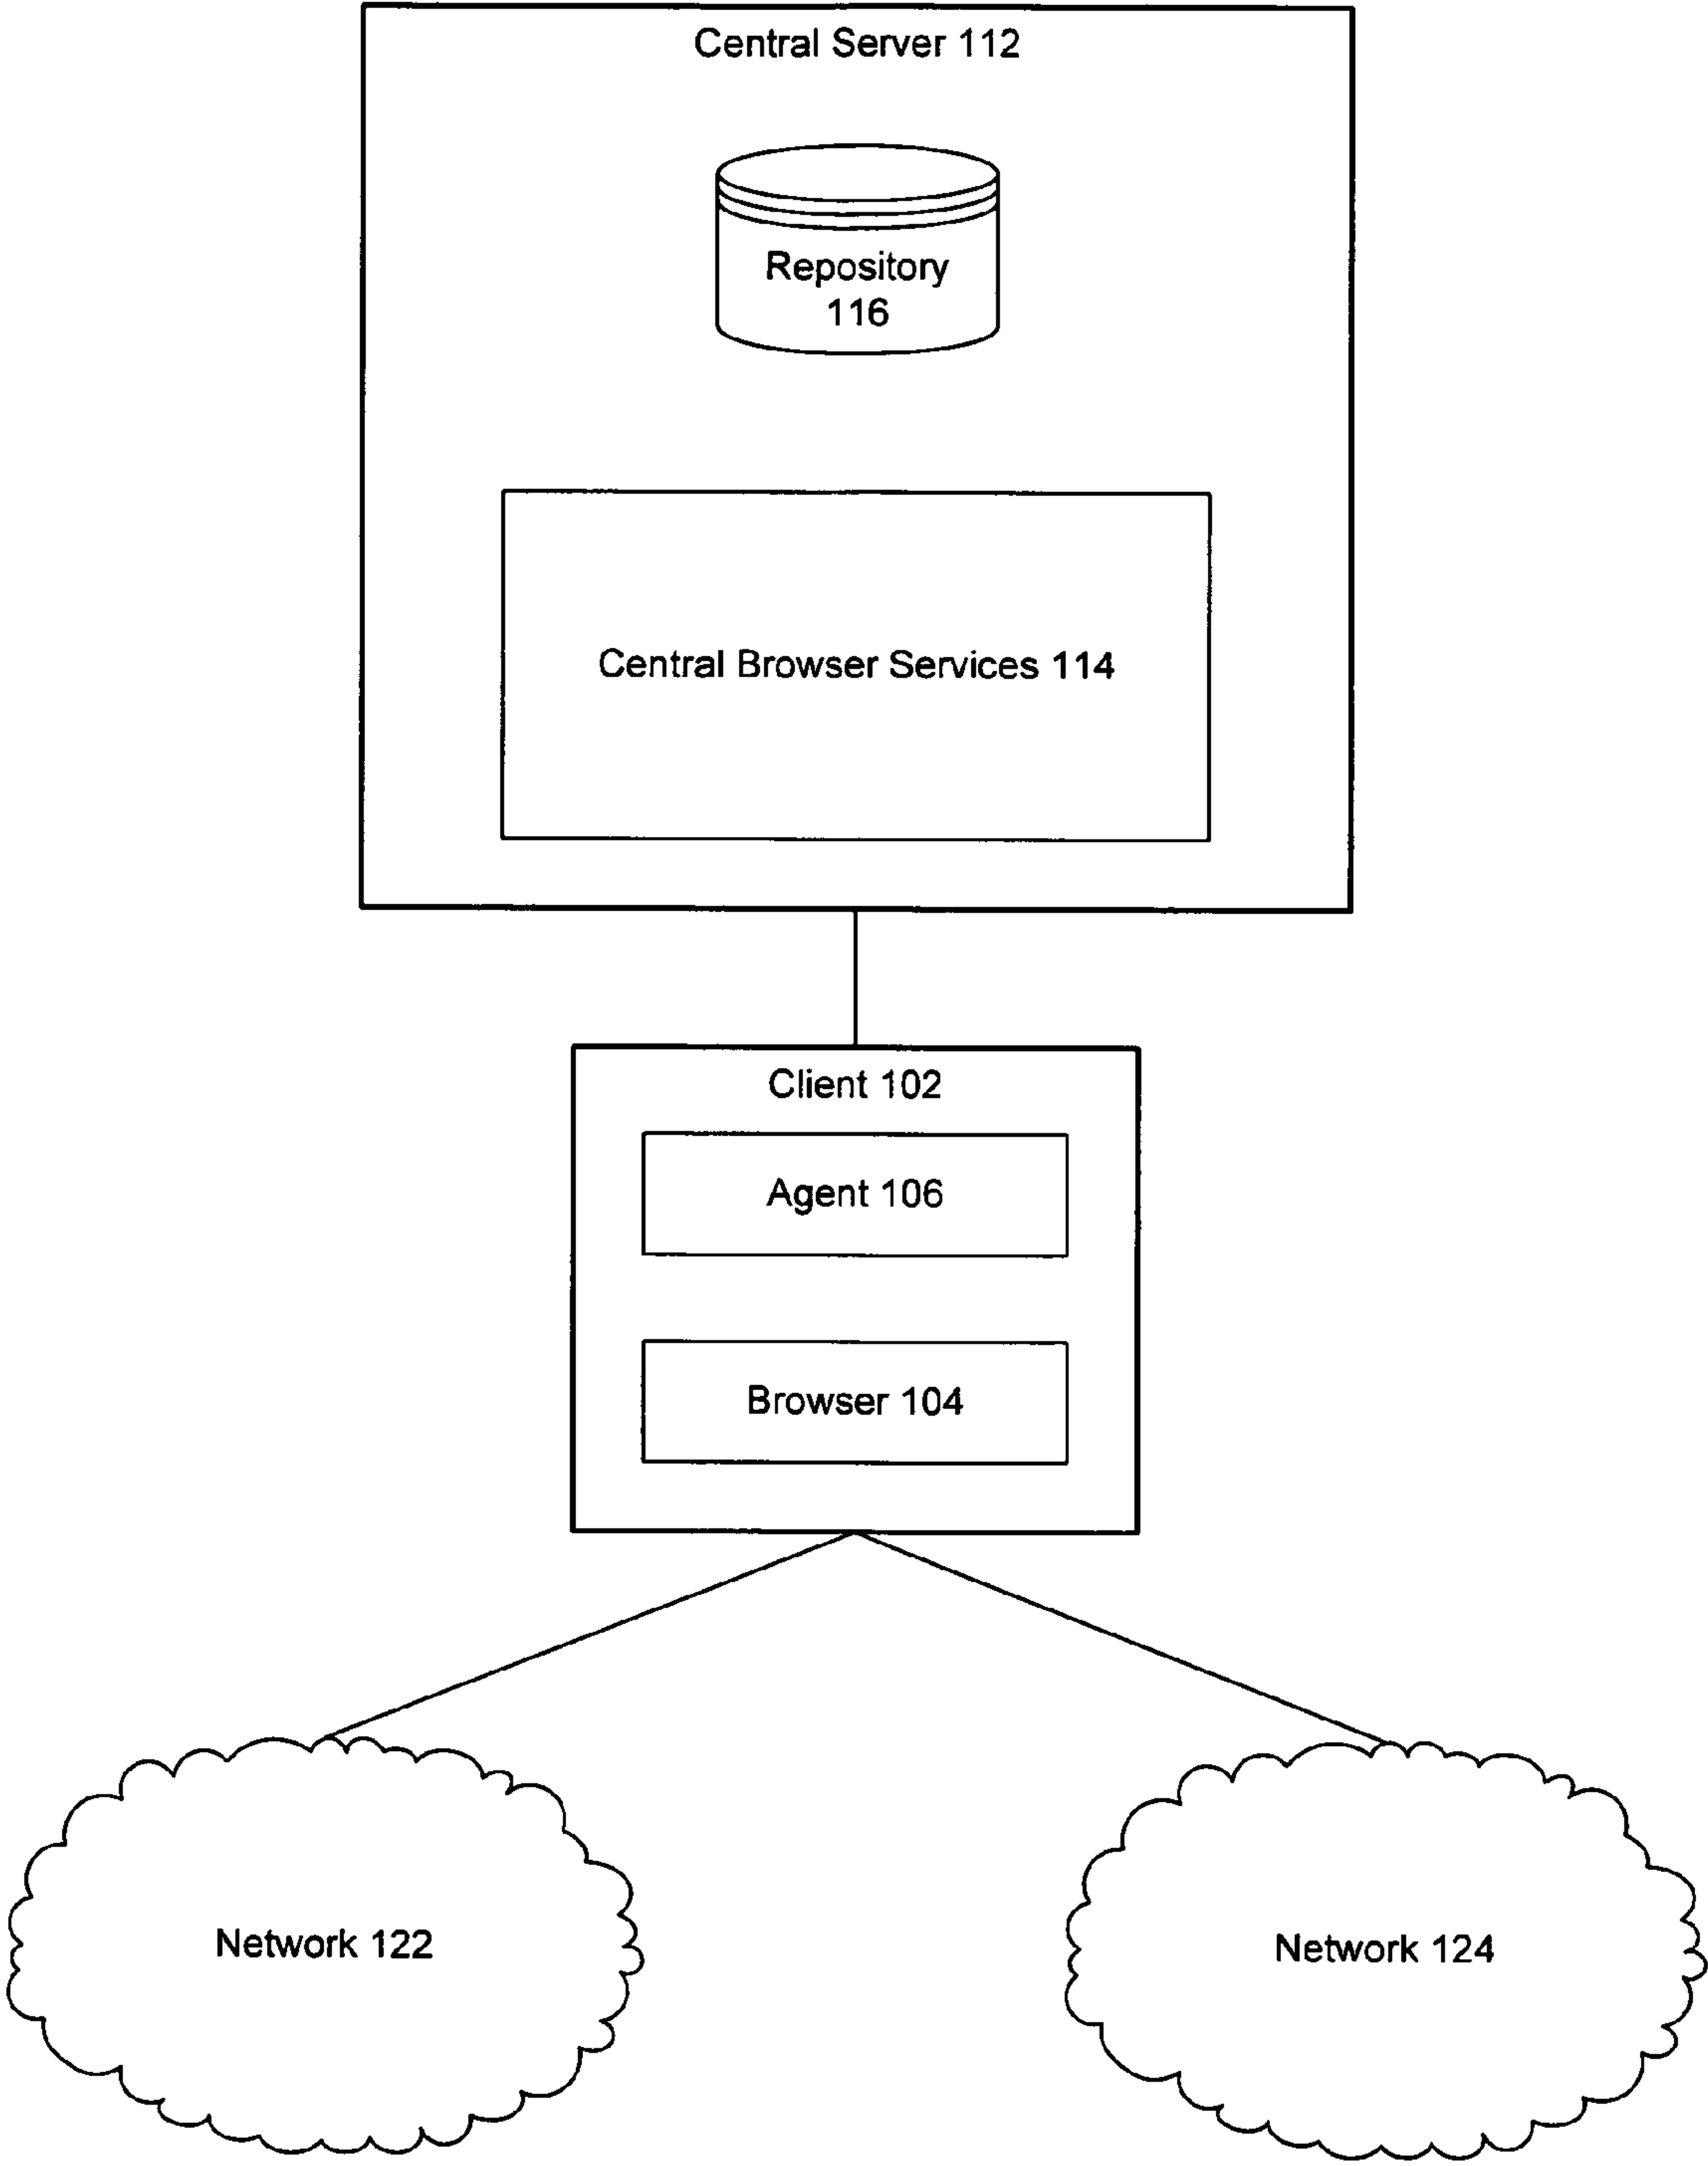 Central Server 112
Repository
116
Central Browser Services 114
Client 102
Agent 106
Browser 104
Network 122
Network 124